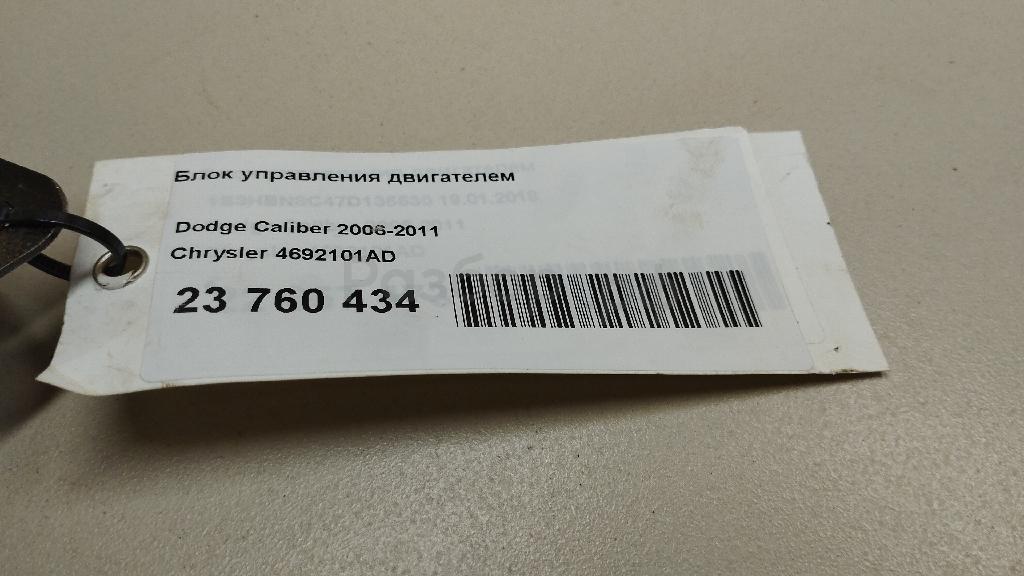 Блок управления двигателем
Dodge Caliber 2006-2011
Chrysler 4692101AD
23 760 434